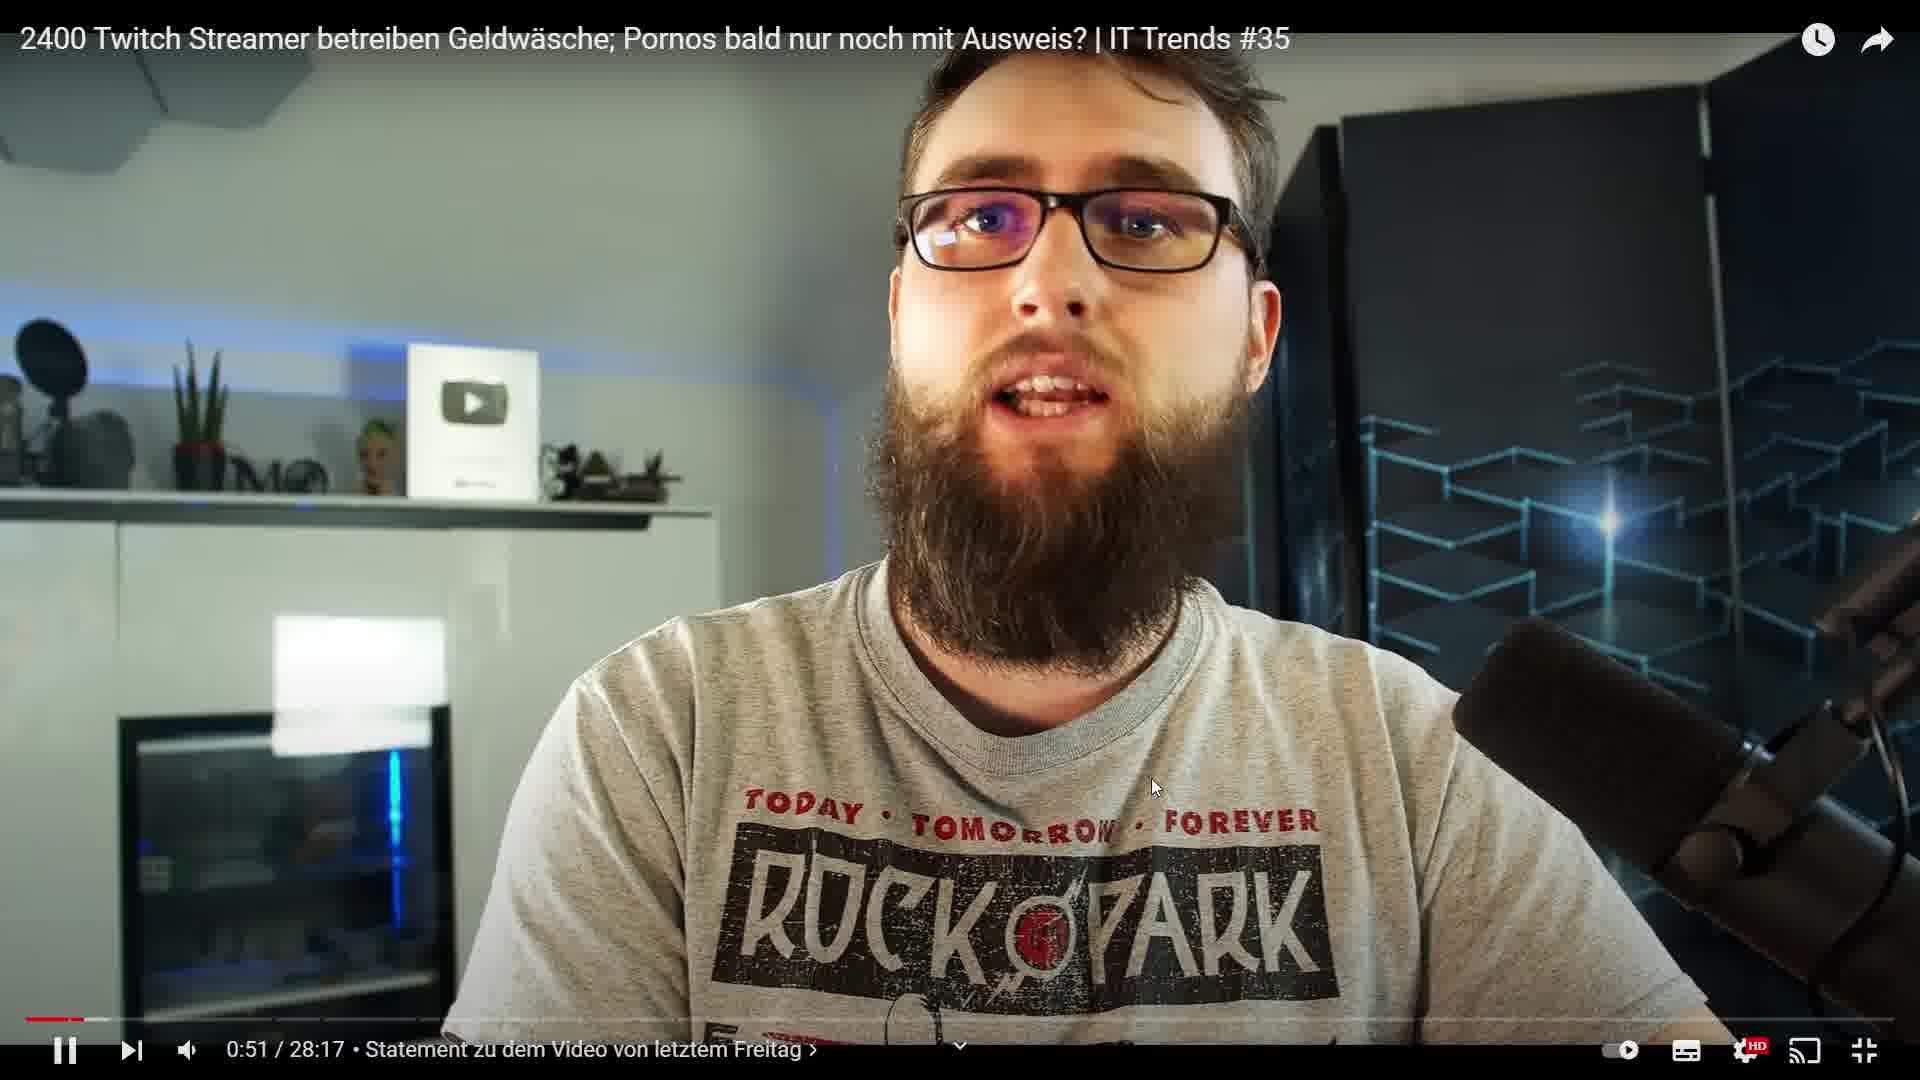 2400 Twitch Streamer betreiben Geldwäsche; Pornos bald nur noch mit Ausweis? | IT Trends #35
TODAY · TOMORROW · FOREVER
ROCK PARK
0:51 / 28:17 • Statement zu dem Video von letztem Freitag
HD